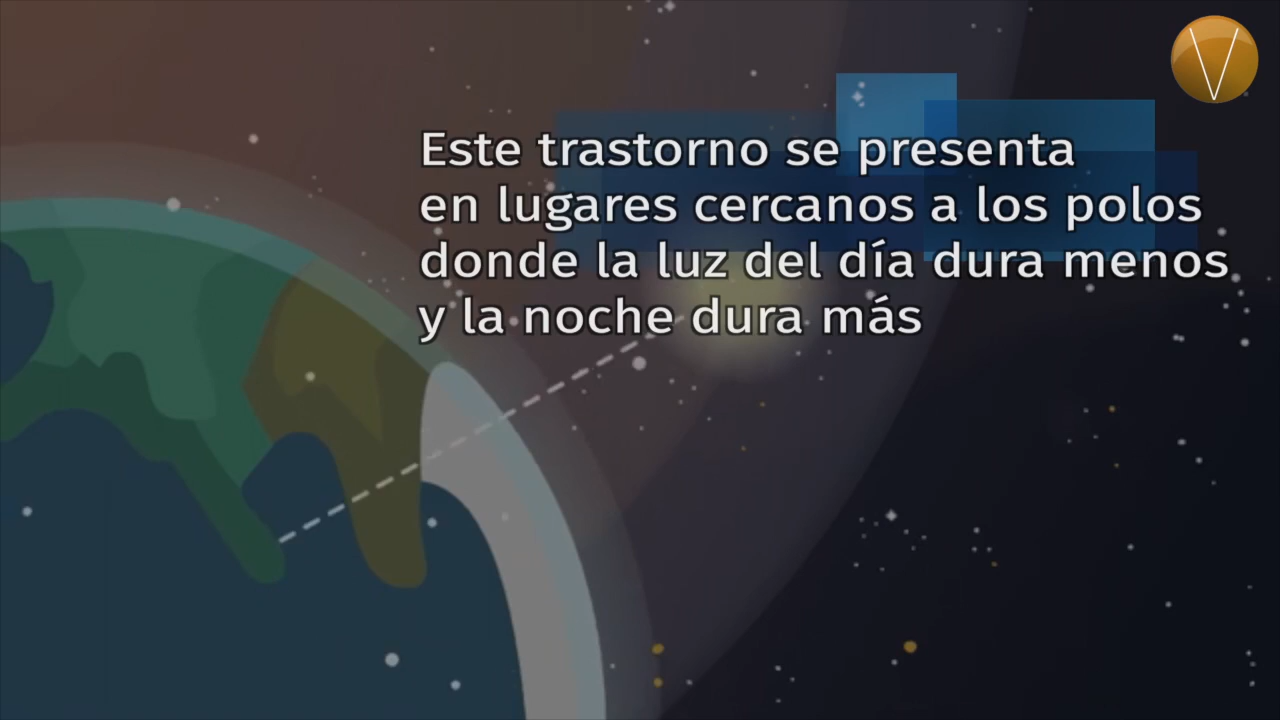 Este trastorno se presenta
en lugares cercanos a los polos
donde la luz del día dura menos
y la noche dura más